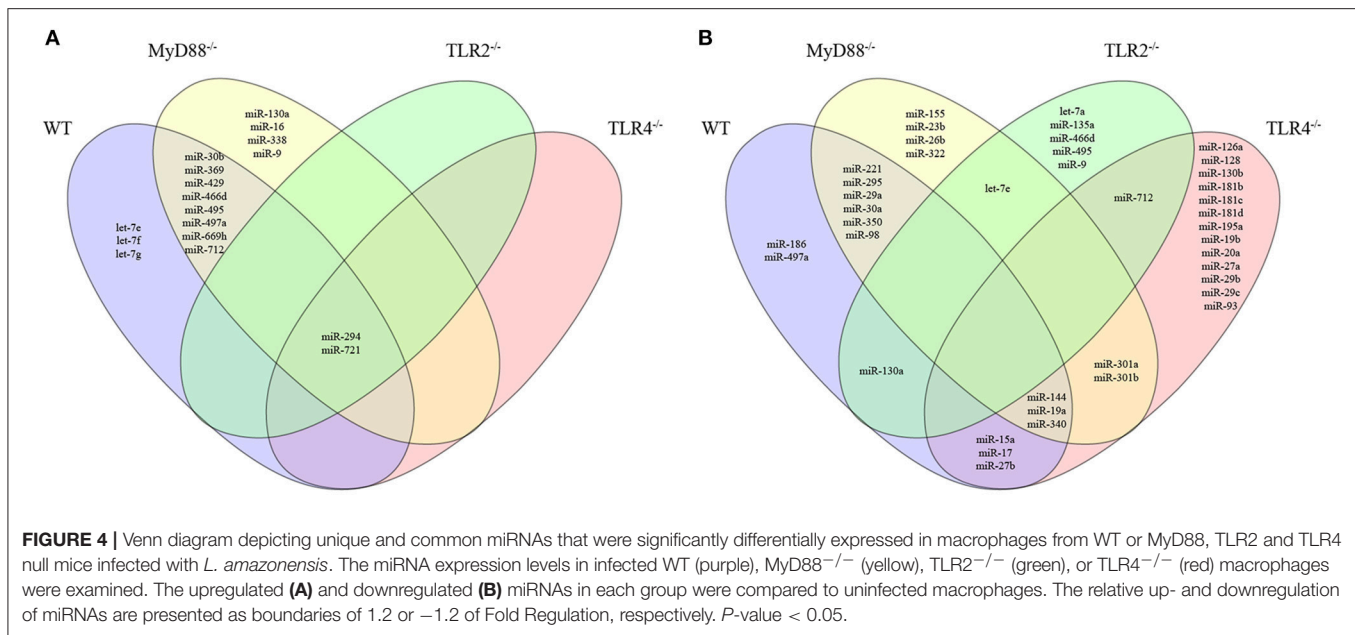 A
MyD88-/-
TLR2-/-
WT
TLR4-/-
miR-130a
miR-16
miR-338
miR-9
miR-30b
miR-369
miR-429
miR-466d
miR-495
miR-497a
miR-669h
miR-712
let-7e
let-7f
let-7g
miR-294
miR-721
B
MyD88-/-
TLR2-/-
WT
TLR4-/-
miR-155
miR-23b
miR-26b
miR-322
let-7a
miR-135a
miR-466d
miR-495
miR-9
miR-126a
miR-128
miR-130b
miR-181b
miR-181c
miR-181d
miR-195a
miR-19b
miR-20a
miR-27a
miR-29b
miR-29c
miR-93
miR-221
miR-295
miR-29a
miR-30a
miR-350
miR-98
let-7e
miR-712
miR-186
miR-497a
miR-130a
miR-301a
miR-301b
miR-144
miR-19a
miR-340
miR-15a
miR-17
miR-27b
FIGURE 4 | Venn diagram depicting unique and common miRNAs that were significantly differentially expressed in macrophages from WT or MyD88, TLR2 and TLR4
null mice infected with L. amazonensis. The miRNA expression levels in infected WT (purple), MyD88−/− (yellow), TLR2−/− (green), or TLR4−/− (red) macrophages
were examined. The upregulated (A) and downregulated (B) miRNAs in each group were compared to uninfected macrophages. The relative up- and downregulation
of miRNAs are presented as boundaries of 1.2 or −1.2 of Fold Regulation, respectively. P-value < 0.05.